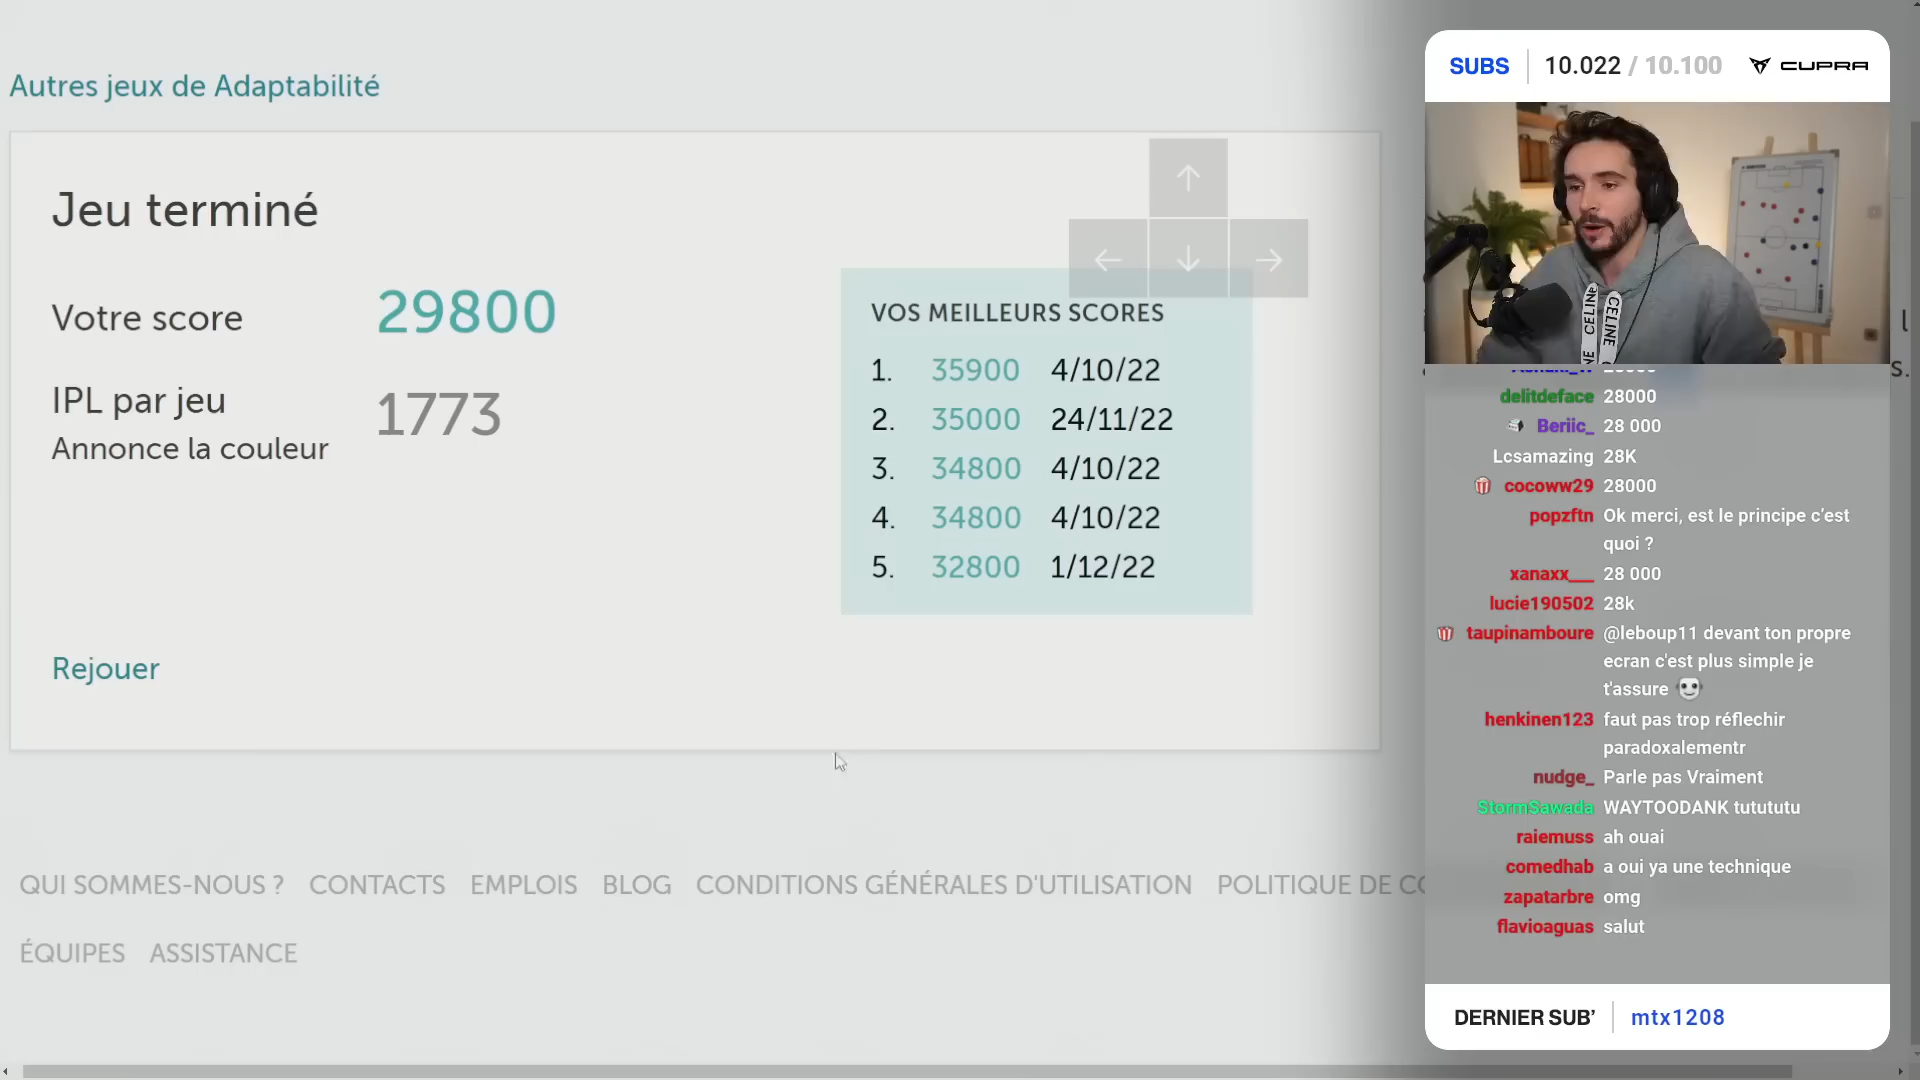 Autres jeux de Adaptabilité
Jeu terminé
Votre score 29800
IPL par jeu 1773
Annonce la couleur
VOS MEILLEURS SCORES
1. 35900 4/10/22
2. 35000 24/11/22
3. 34800 4/10/22
4. 34800 4/10/22
5. 32800 1/12/22
Rejouer
QUI SOMMES-NOUS ? CONTACTS EMPLOIS BLOG CONDITIONS GÉNÉRALES D'UTILISATION POLITIQUE DE CO
ÉQUIPES ASSISTANCE
SUBS 10.022 / 10.100 CUPRA
CELINE
CELINE
NE
delitdeface 28000
Beriic_ 28 000
Lcsamazing 28K
cocoww29 28000
popzftn Ok merci, est le principe c'est
quoi ?
xanaxx___ 28 000
lucie190502 28k
taupinamboure @leboup11 devant ton propre
ecran c'est plus simple je
t'assure
henkinen123 faut pas trop réflechir
paradoxalementr
nudge_ Parle pas Vraiment
StormSawada WAYTOODANK tutututu
raiemuss ah ouai
comedhab a oui ya une technique
zapatarbre omg
flavioaguas salut
DERNIER SUB' mtx1208
l
s.